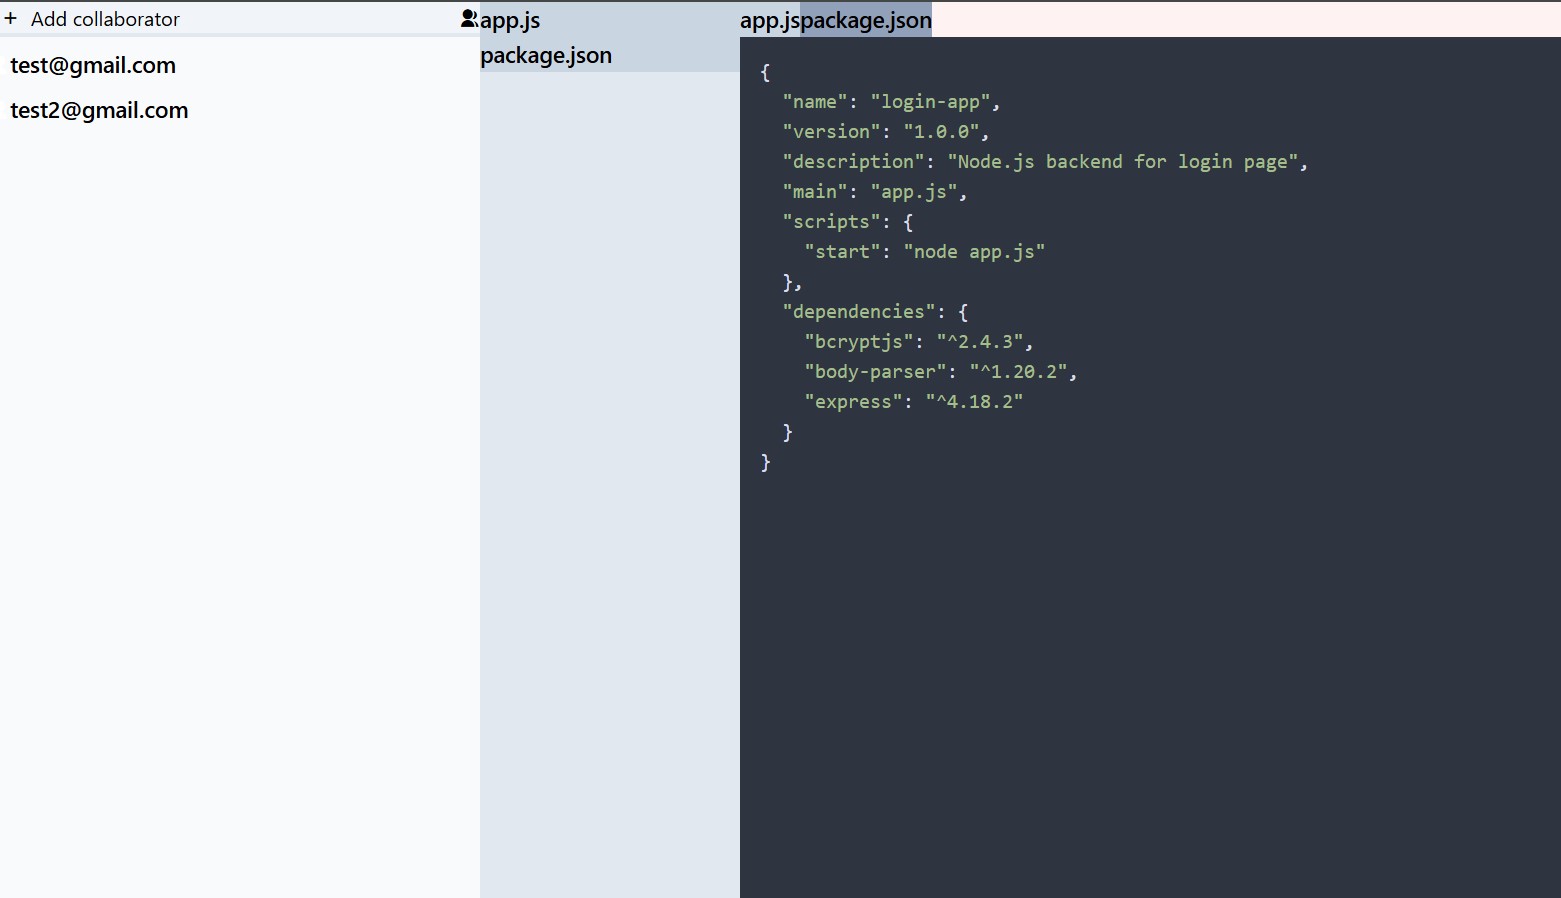 + Add collaborator
test@gmail.com
test2@gmail.com
app.js
package.json
app.js package.json
{
  "name": "login-app",
  "version": "1.0.0",
  "description": "Node.js backend for login page",
  "main": "app.js",
  "scripts": {
    "start": "node app.js"
  },
  "dependencies": {
    "bcryptjs": "^2.4.3",
    "body-parser": "^1.20.2",
    "express": "^4.18.2"
  }
}